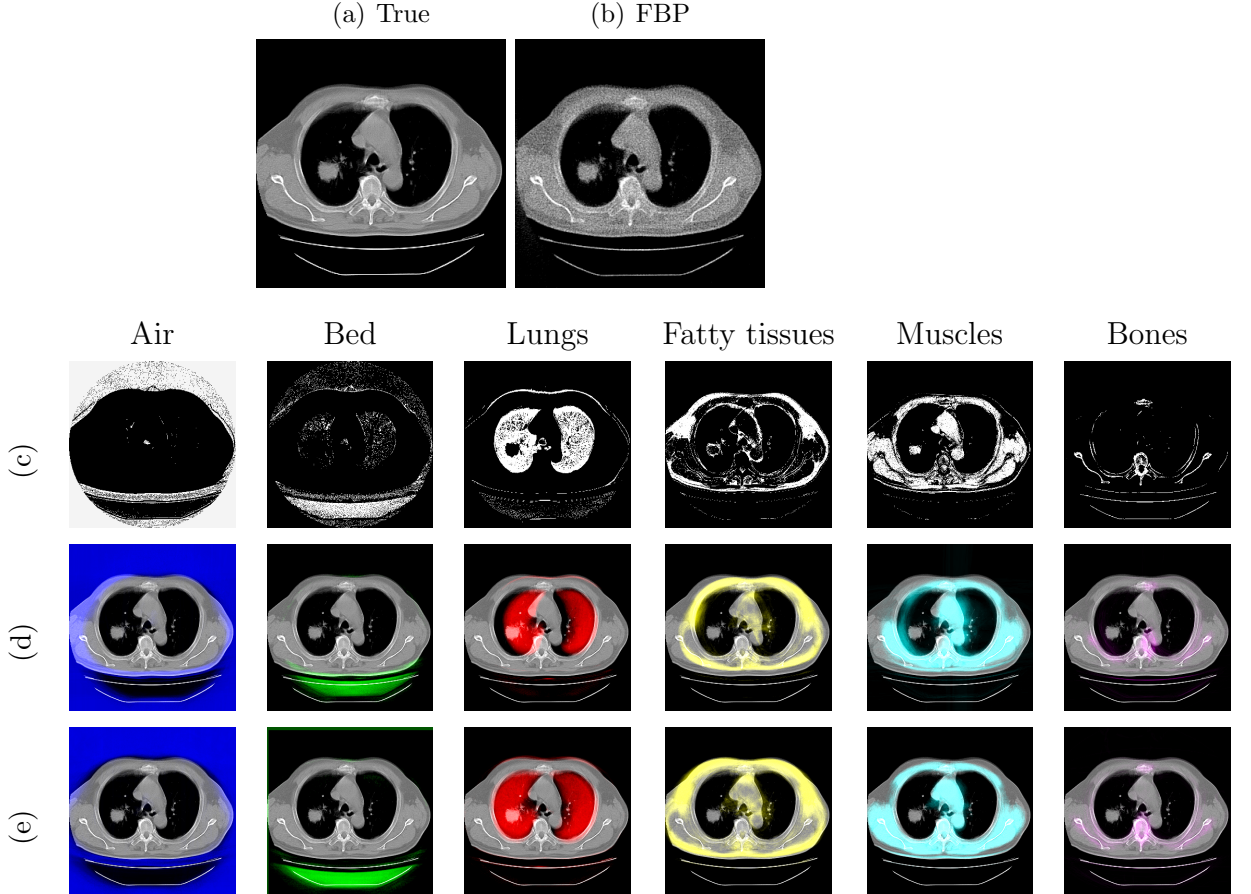 (a) True
(b) FBP
Air
Bed
Lungs
Fatty tissues
Muscles
Bones
(c)
(d)
(e)